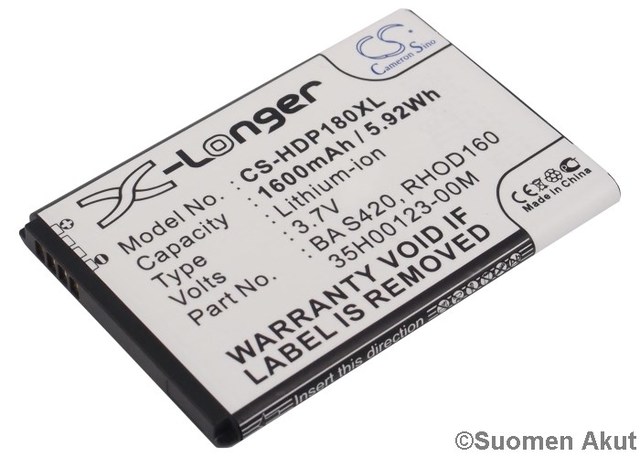 X-Longer
CS
Cameron Sino
Model No. : CS-HDP180XL
Capacity : 1600mAh / 5.92Wh
Type : Lithium-ion
Volts : 3.7V
Part No. : BA S420, RHOD160
35H00123-00M
WARRANTY VOID IF
LABEL IS REMOVED
CE
Made in China
©Suomen Akut